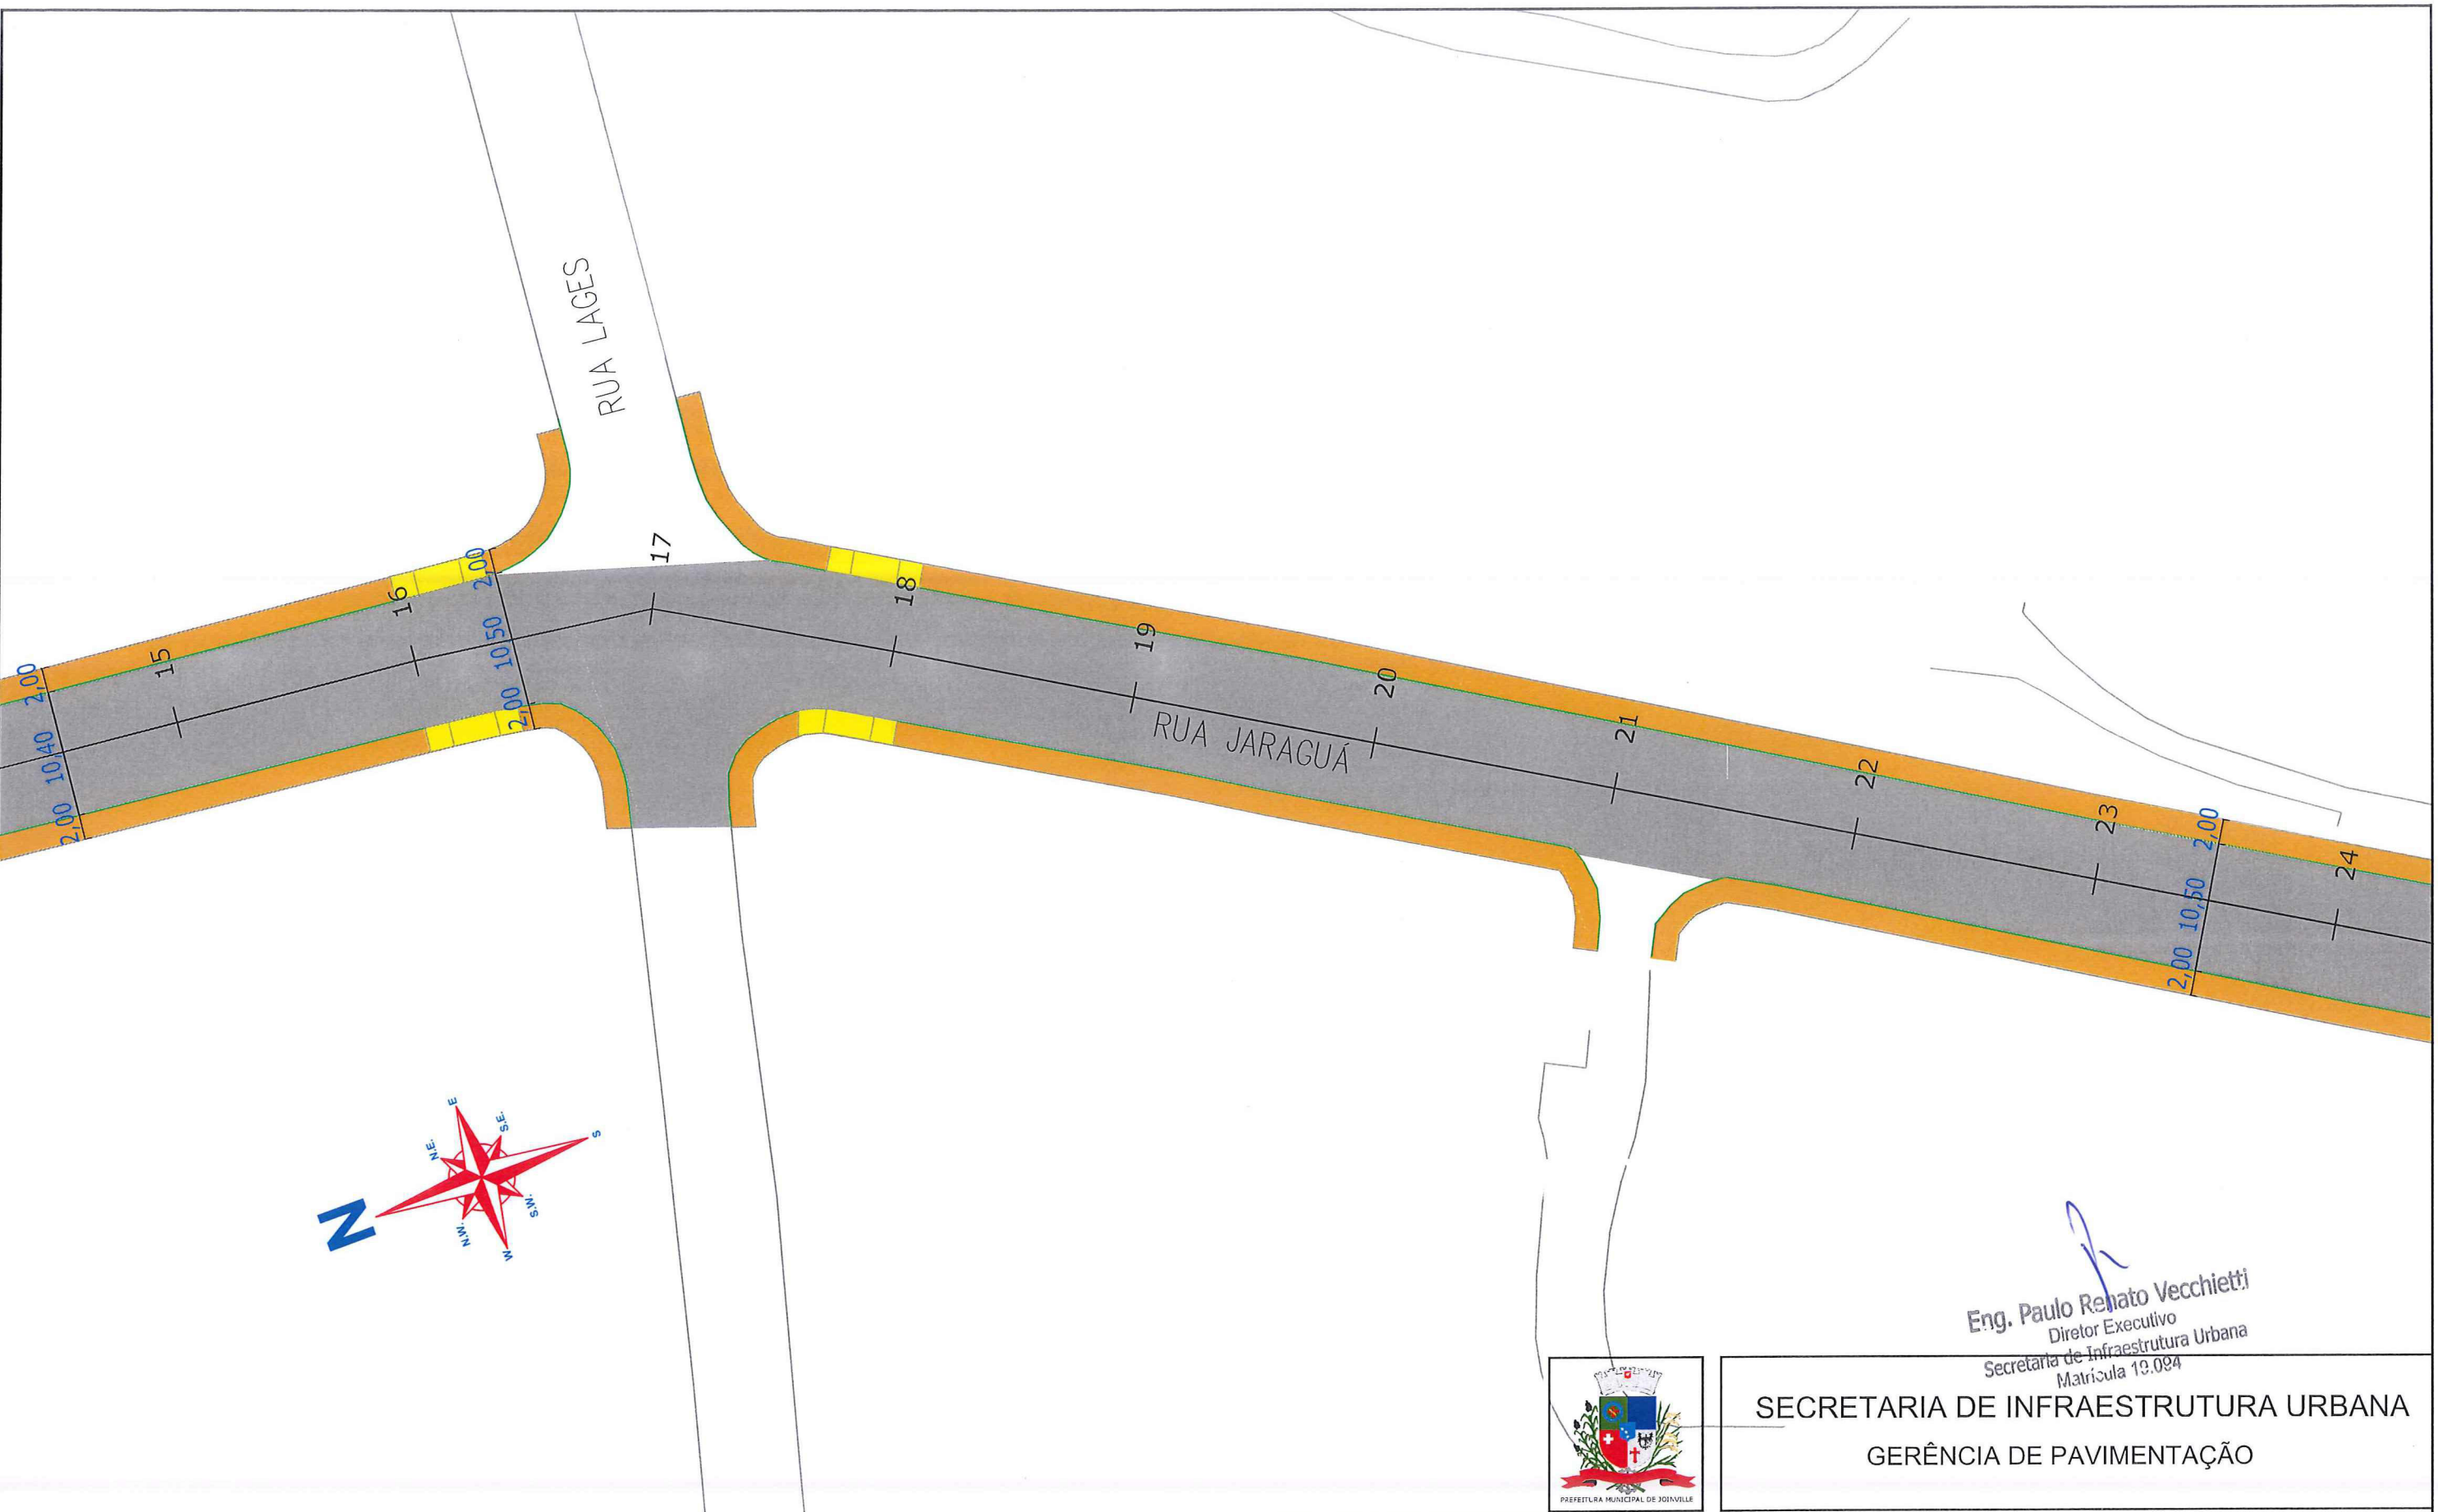 RUA LAGES
17
2,00
16
10,50
2,00
18
15
19
2,00
10,40
2,00
20
RUA JARAGUÁ
21
22
23
2,00
10,50
2,00
24
E
S.E.
S
N.E.
N
S.W.
N.W.
W
Eng. Paulo Renato Vecchietti
Diretor Executivo
Secretaria de Infraestrutura Urbana
Matrícula 19.094
SECRETARIA DE INFRAESTRUTURA URBANA
GERÊNCIA DE PAVIMENTAÇÃO
PREFEITURA MUNICIPAL DE JOINVILLE